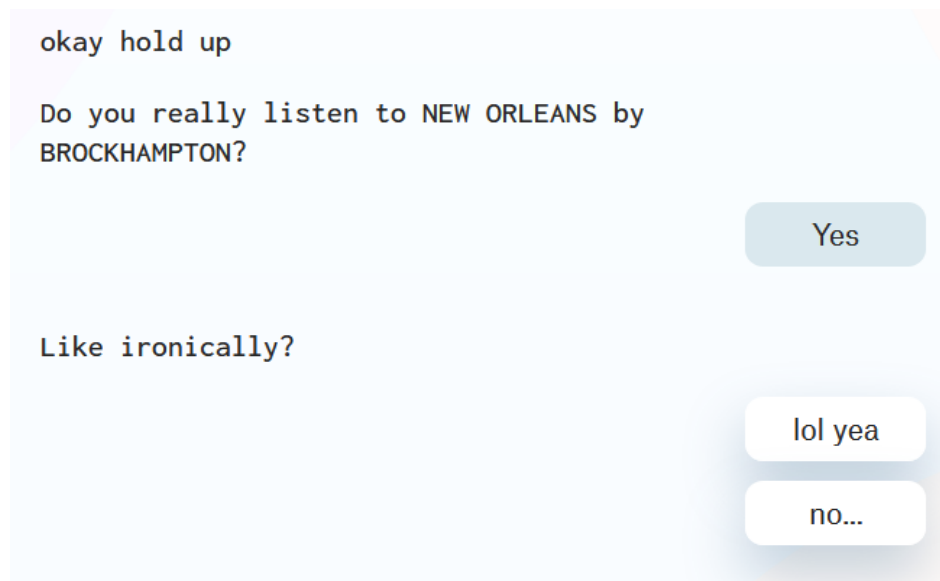 okay hold up
Do you really listen to NEW ORLEANS by
BROCKHAMPTON?
Yes
Like ironically?
lol yea
no...